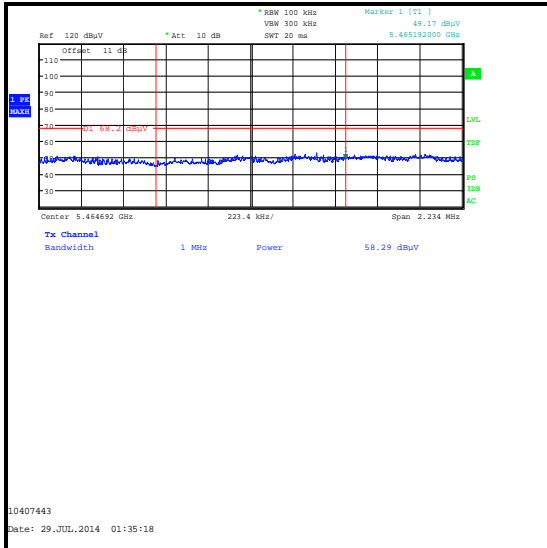 * RBW 100 kHz Marker 1 [T1 ]
VBW 300 kHz 49.17 dBµV
Ref 120 dBµV * Att 10 dB SWT 20 ms 5.465192000 GHz
Offset 11 dB
110
100
A
90
1 PK
MAXH
80
LVL
70
D1 68.2 dBµV
60
TDF
50
1
40
PS
3DB
30
AC
Center 5.464692 GHz 223.4 kHz/ Span 2.234 MHz
Tx Channel
Bandwidth 1 MHz Power 58.29 dBµV
10407443
Date: 29.JUL.2014 01:35:18